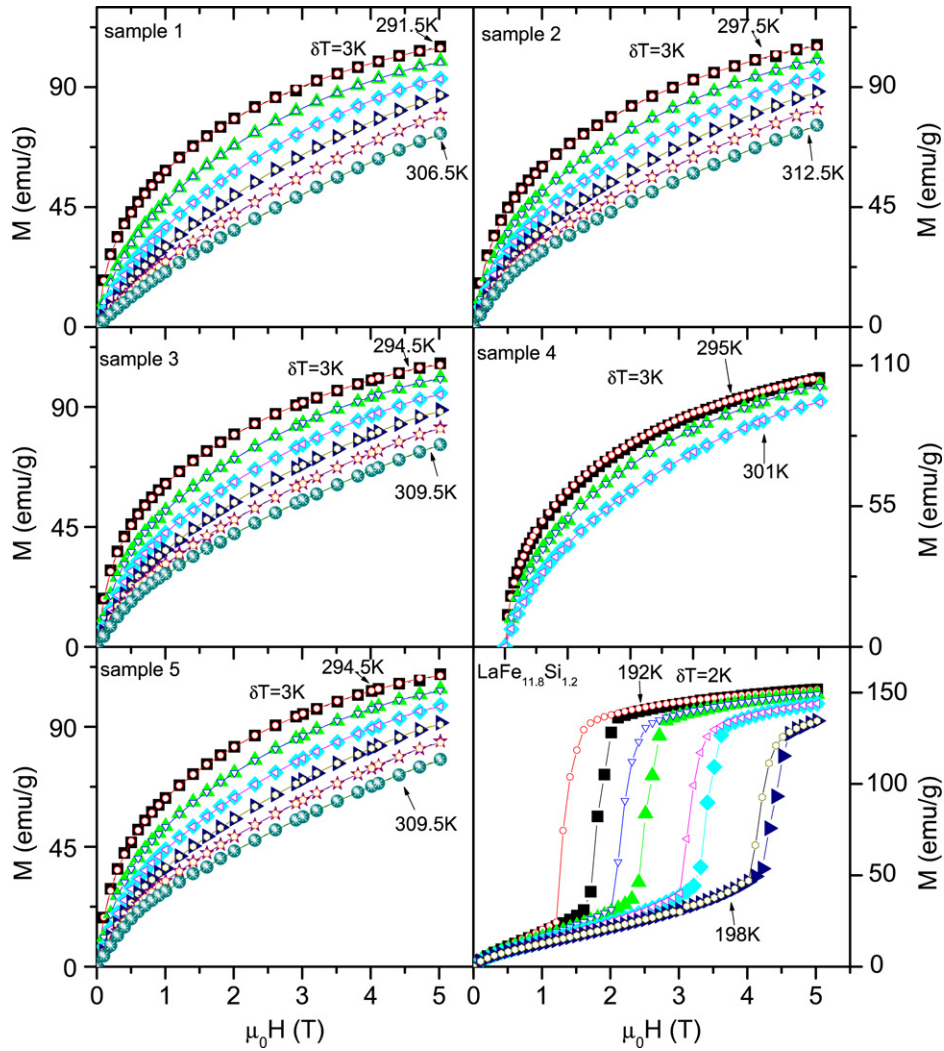 sample 1
δT=3K
291.5K
306.5K
M (emu/g)
90
45
0
sample 2
δT=3K
297.5K
312.5K
M (emu/g)
90
45
0
sample 3
δT=3K
294.5K
309.5K
M (emu/g)
90
45
0
sample 4
δT=3K
295K
301K
M (emu/g)
110
55
0
sample 5
δT=3K
294.5K
309.5K
M (emu/g)
90
45
0
0 1 2 3 4 5
μ₀H (T)
LaFe₁₁.₈Si₁.₂
192K
δT=2K
198K
M (emu/g)
150
100
50
0
0 1 2 3 4 5
μ₀H (T)